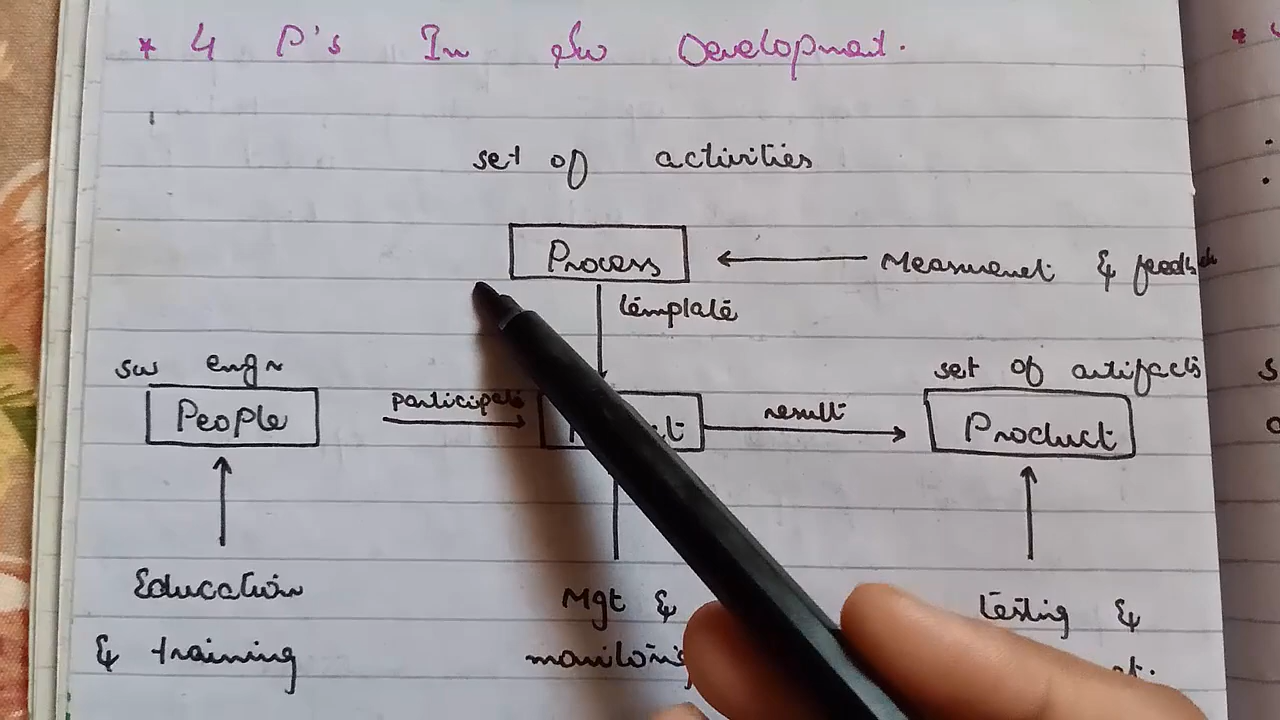 * 4 P's In Sw Development.
set of activities
Process
Measurement &
template
sw engr
set of artifacts
People
participate
result
Product
Education
Mgt &
testing &
& training